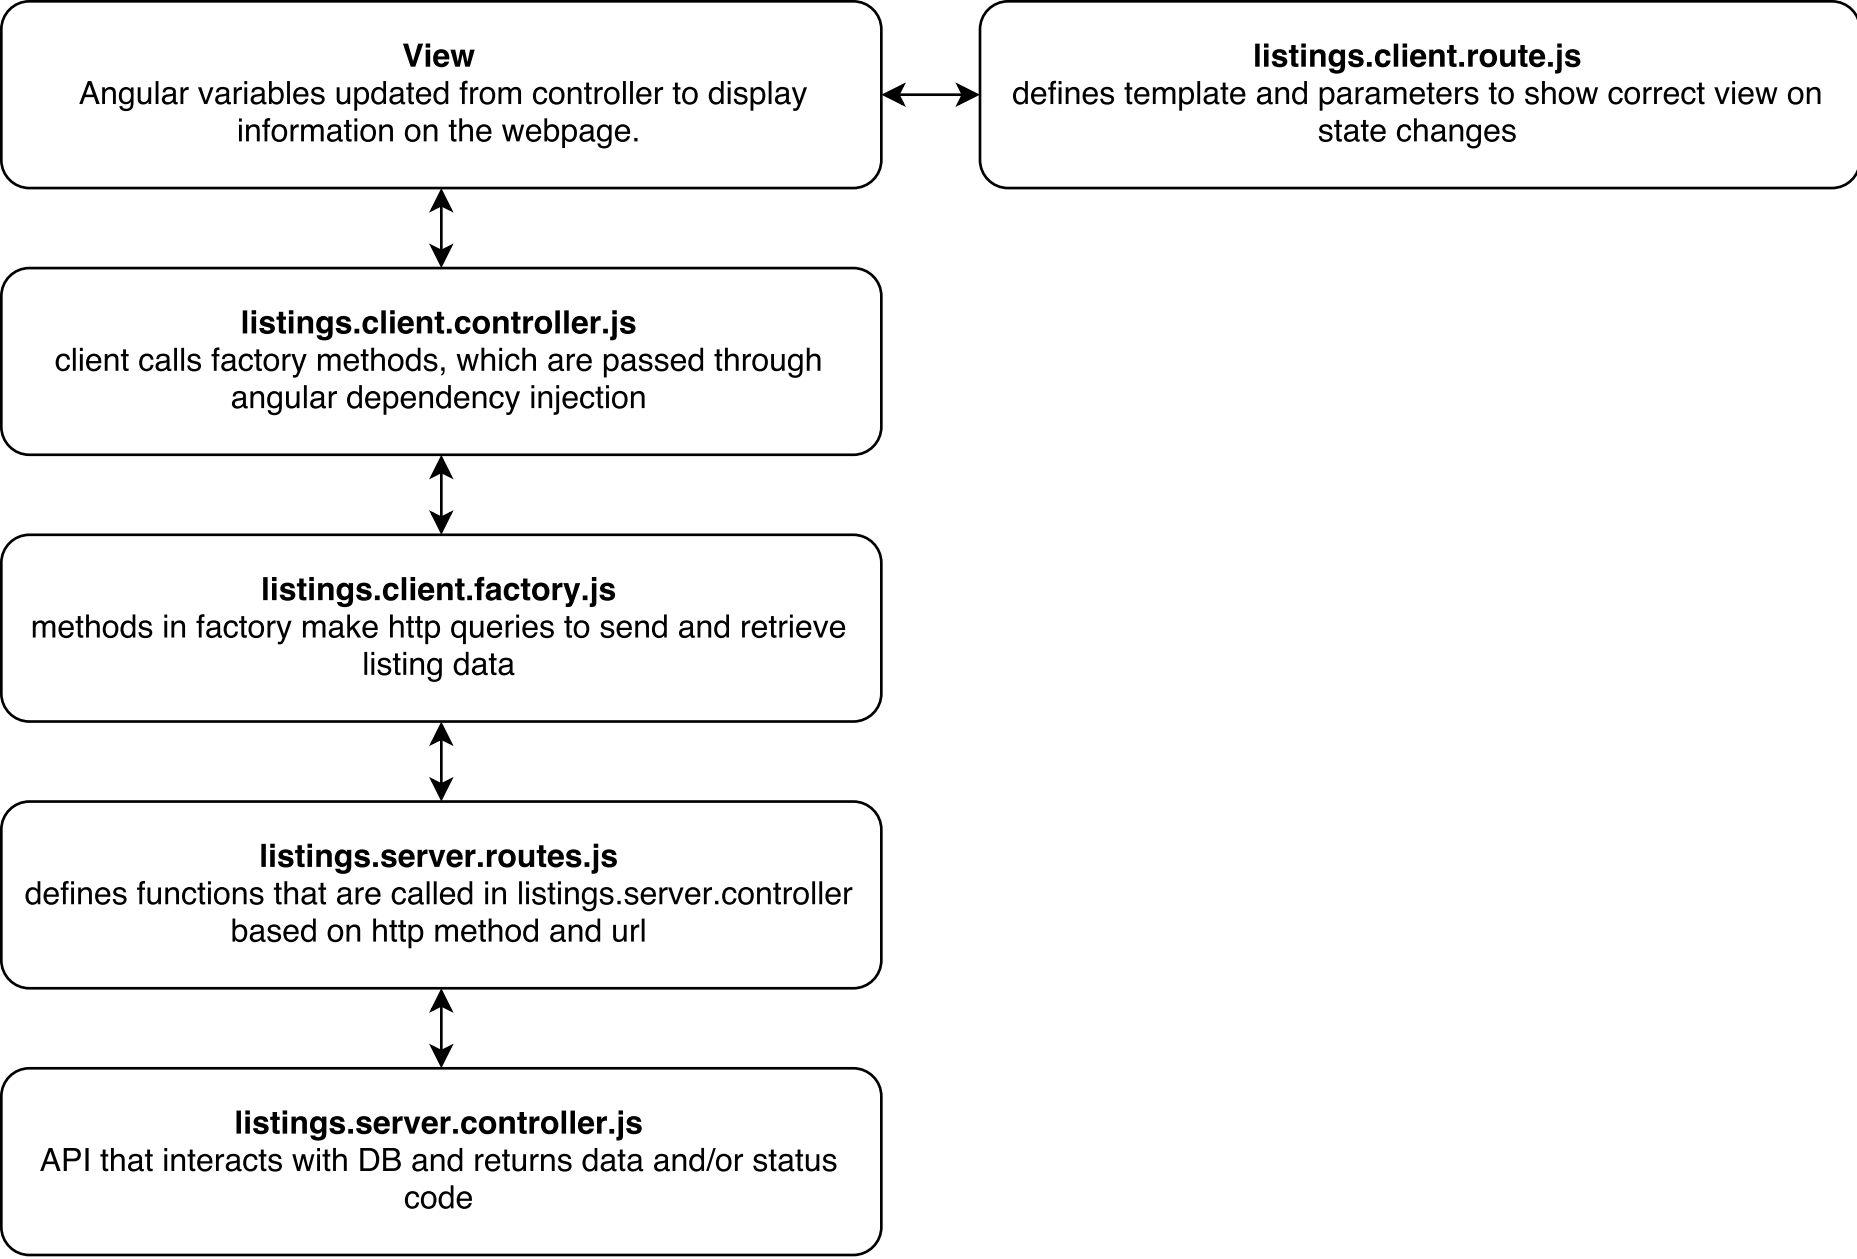 View
Angular variables updated from controller to display
information on the webpage.
listings.client.route.js
defines template and parameters to show correct view on
state changes
listings.client.controller.js
client calls factory methods, which are passed through
angular dependency injection
listings.client.factory.js
methods in factory make http queries to send and retrieve
listing data
listings.server.routes.js
defines functions that are called in listings.server.controller
based on http method and url
listings.server.controller.js
API that interacts with DB and returns data and/or status
code